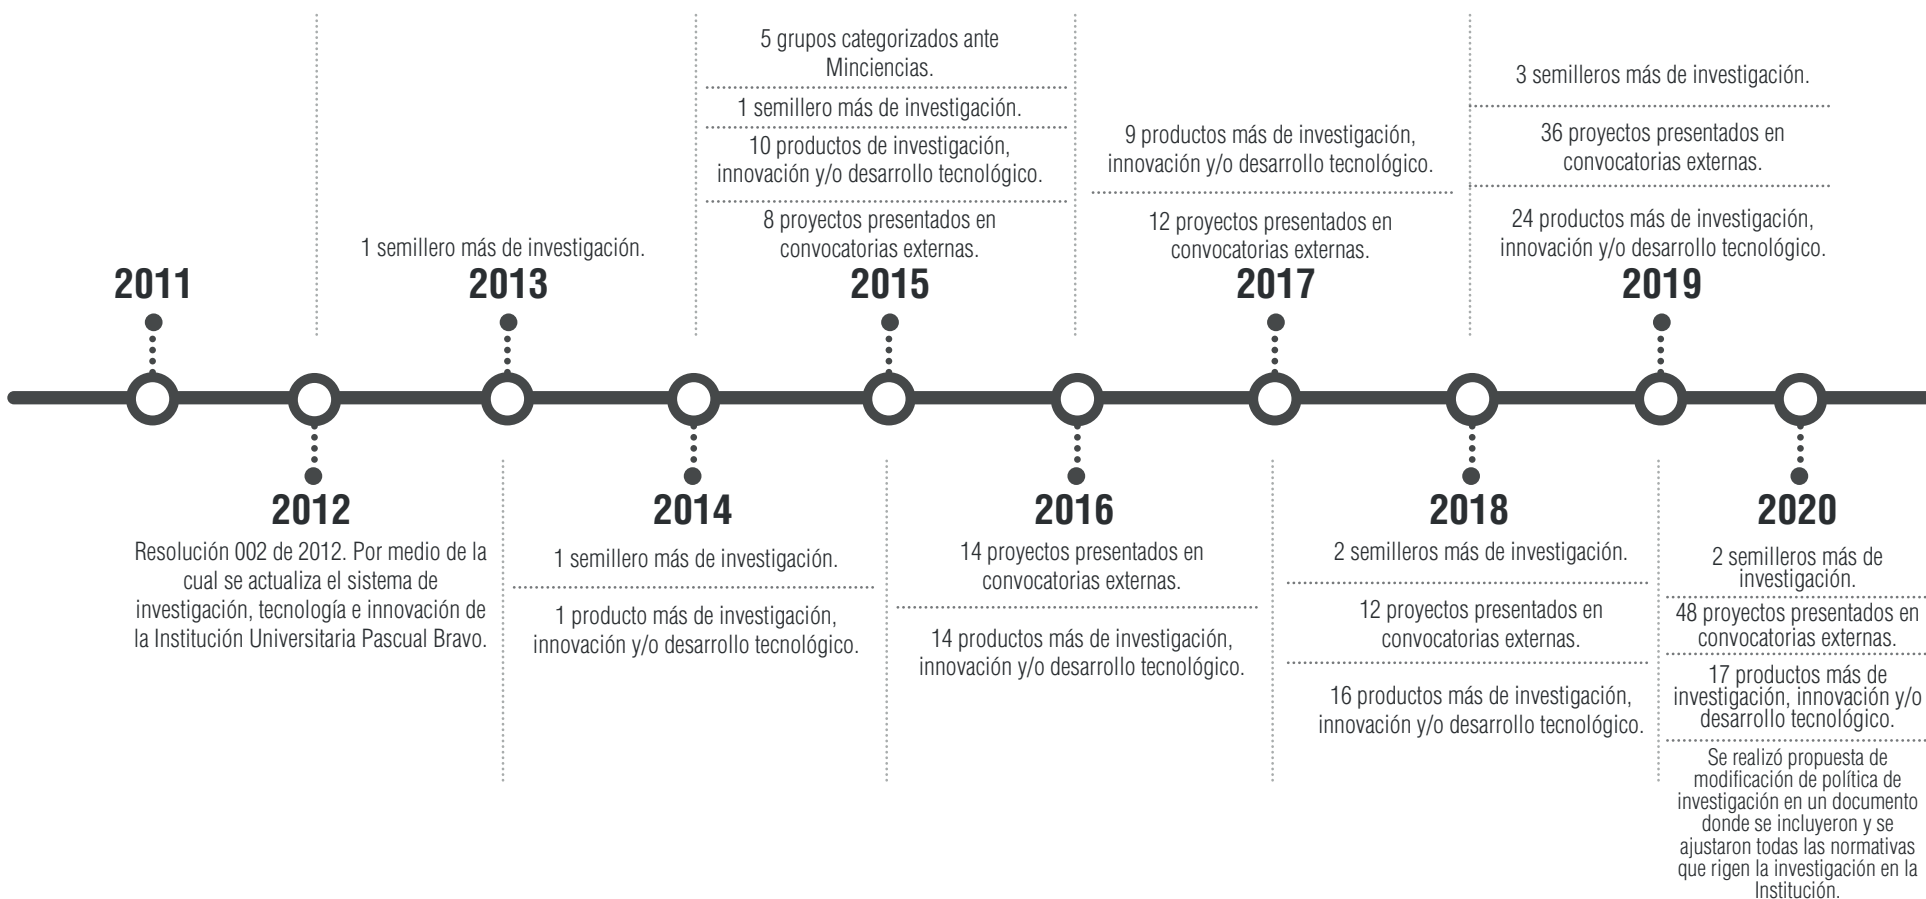 2011
1 semillero más de investigación.
2013
5 grupos categorizados ante
Minciencias.
1 semillero más de investigación.
10 productos de investigación,
innovación y/o desarrollo tecnológico.
8 proyectos presentados en
convocatorias externas.
2015
9 productos más de investigación,
innovación y/o desarrollo tecnológico.
12 proyectos presentados en
convocatorias externas.
2017
3 semilleros más de investigación.
36 proyectos presentados en
convocatorias externas.
24 productos más de investigación,
innovación y/o desarrollo tecnológico.
2019
2012
Resolución 002 de 2012. Por medio de la
cual se actualiza el sistema de
investigación, tecnología e innovación de
la Institución Universitaria Pascual Bravo.
2014
1 semillero más de investigación.
1 producto más de investigación,
innovación y/o desarrollo tecnológico.
2016
14 proyectos presentados en
convocatorias externas.
14 productos más de investigación,
innovación y/o desarrollo tecnológico.
2018
2 semilleros más de investigación.
12 proyectos presentados en
convocatorias externas.
16 productos más de investigación,
innovación y/o desarrollo tecnológico.
2020
2 semilleros más de
investigación.
48 proyectos presentados en
convocatorias externas.
17 productos más de
investigación, innovación y/o
desarrollo tecnológico.
Se realizó propuesta de
modificación de política de
investigación en un documento
donde se incluyeron y se
ajustaron todas las normativas
que rigen la investigación en la
Institución.